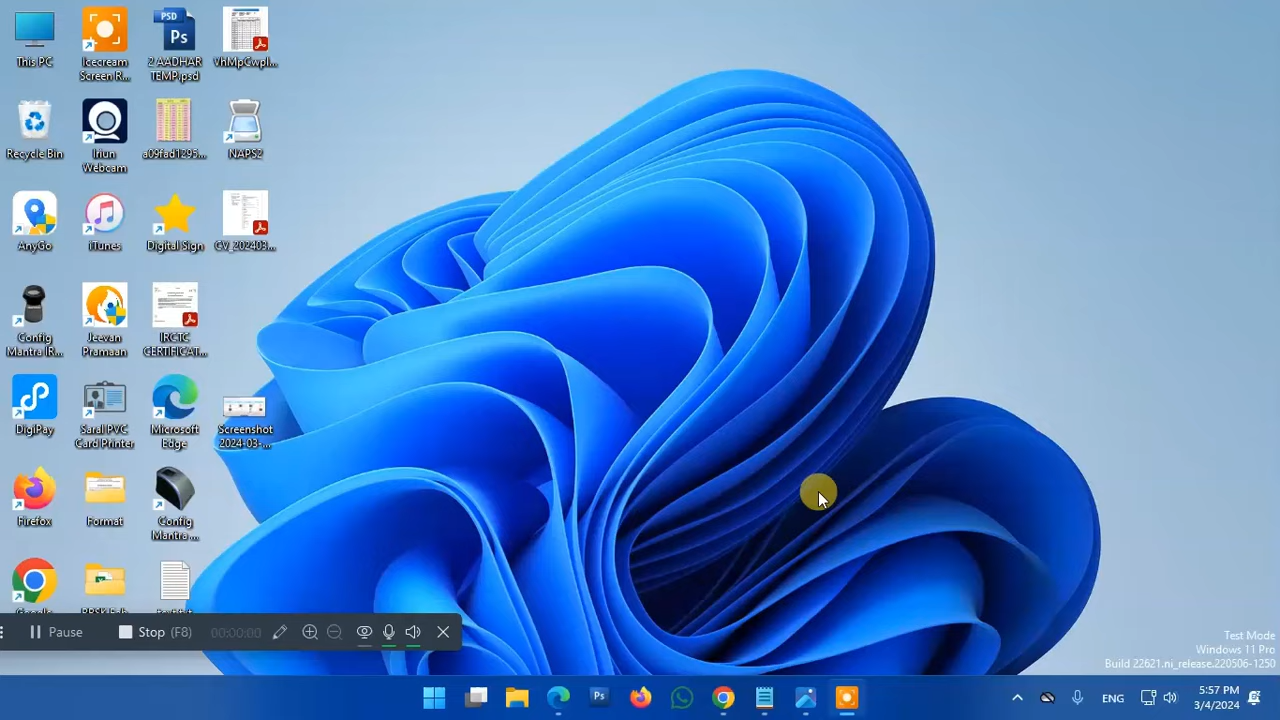 This PC
Icecream
Screen R...
PSD
Ps
2 AADHAR
TEMP.psd
VhMpCwpl...
Recycle Bin
Iriun
Webcam
a09fad1295...
NAPS2
AnyGo
iTunes
Digital Sign
CV_202403...
Config
Mantra IR...
Jeevan
Pramaan
IRCTC
CERTIFICAT...
DigiPay
Saral PVC
Card Printer
Microsoft
Edge
Screenshot
2024-03-...
Firefox
Format
Config
Mantra ...
Pause
Stop (F8)
00:00:00
Test Mode
Windows 11 Pro
Build 22621.ni_release.220506-1250
Ps
ENG
5:57 PM
3/4/2024